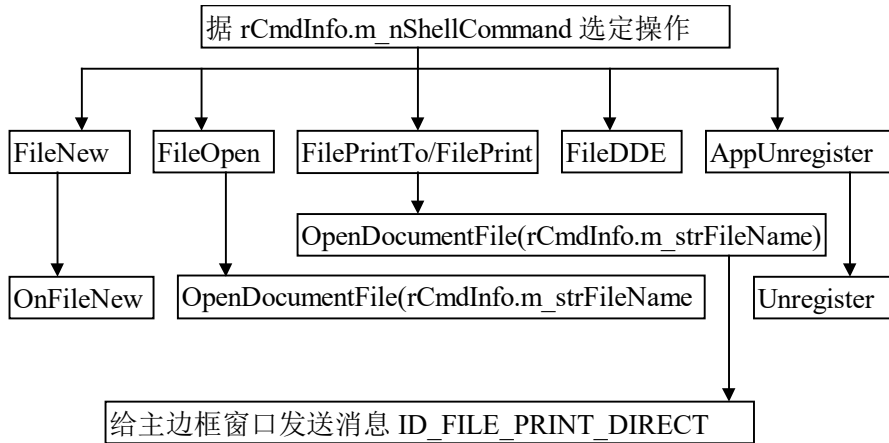 据 rCmdInfo.m_nShellCommand 选定操作
FileNew
FileOpen
FilePrintTo/FilePrint
FileDDE
AppUnregister
OpenDocumentFile(rCmdInfo.m_strFileName)
OnFileNew
OpenDocumentFile(rCmdInfo.m_strFileName
Unregister
给主边框窗口发送消息 ID_FILE_PRINT_DIRECT